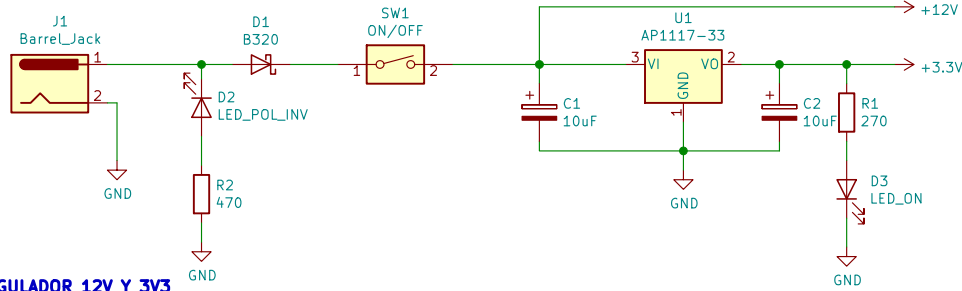 J1
Barrel_Jack
1
2
GND
D1
B320
D2
LED_POL_INV
R2
470
GND
SW1
ON/OFF
1
2
+12V
U1
AP1117-33
3
VI
VO
2
GND
1
+3.3V
+
C1
10uF
+
C2
10uF
R1
270
GND
D3
LED_ON
GND
GULADOR 12V Y 3V3